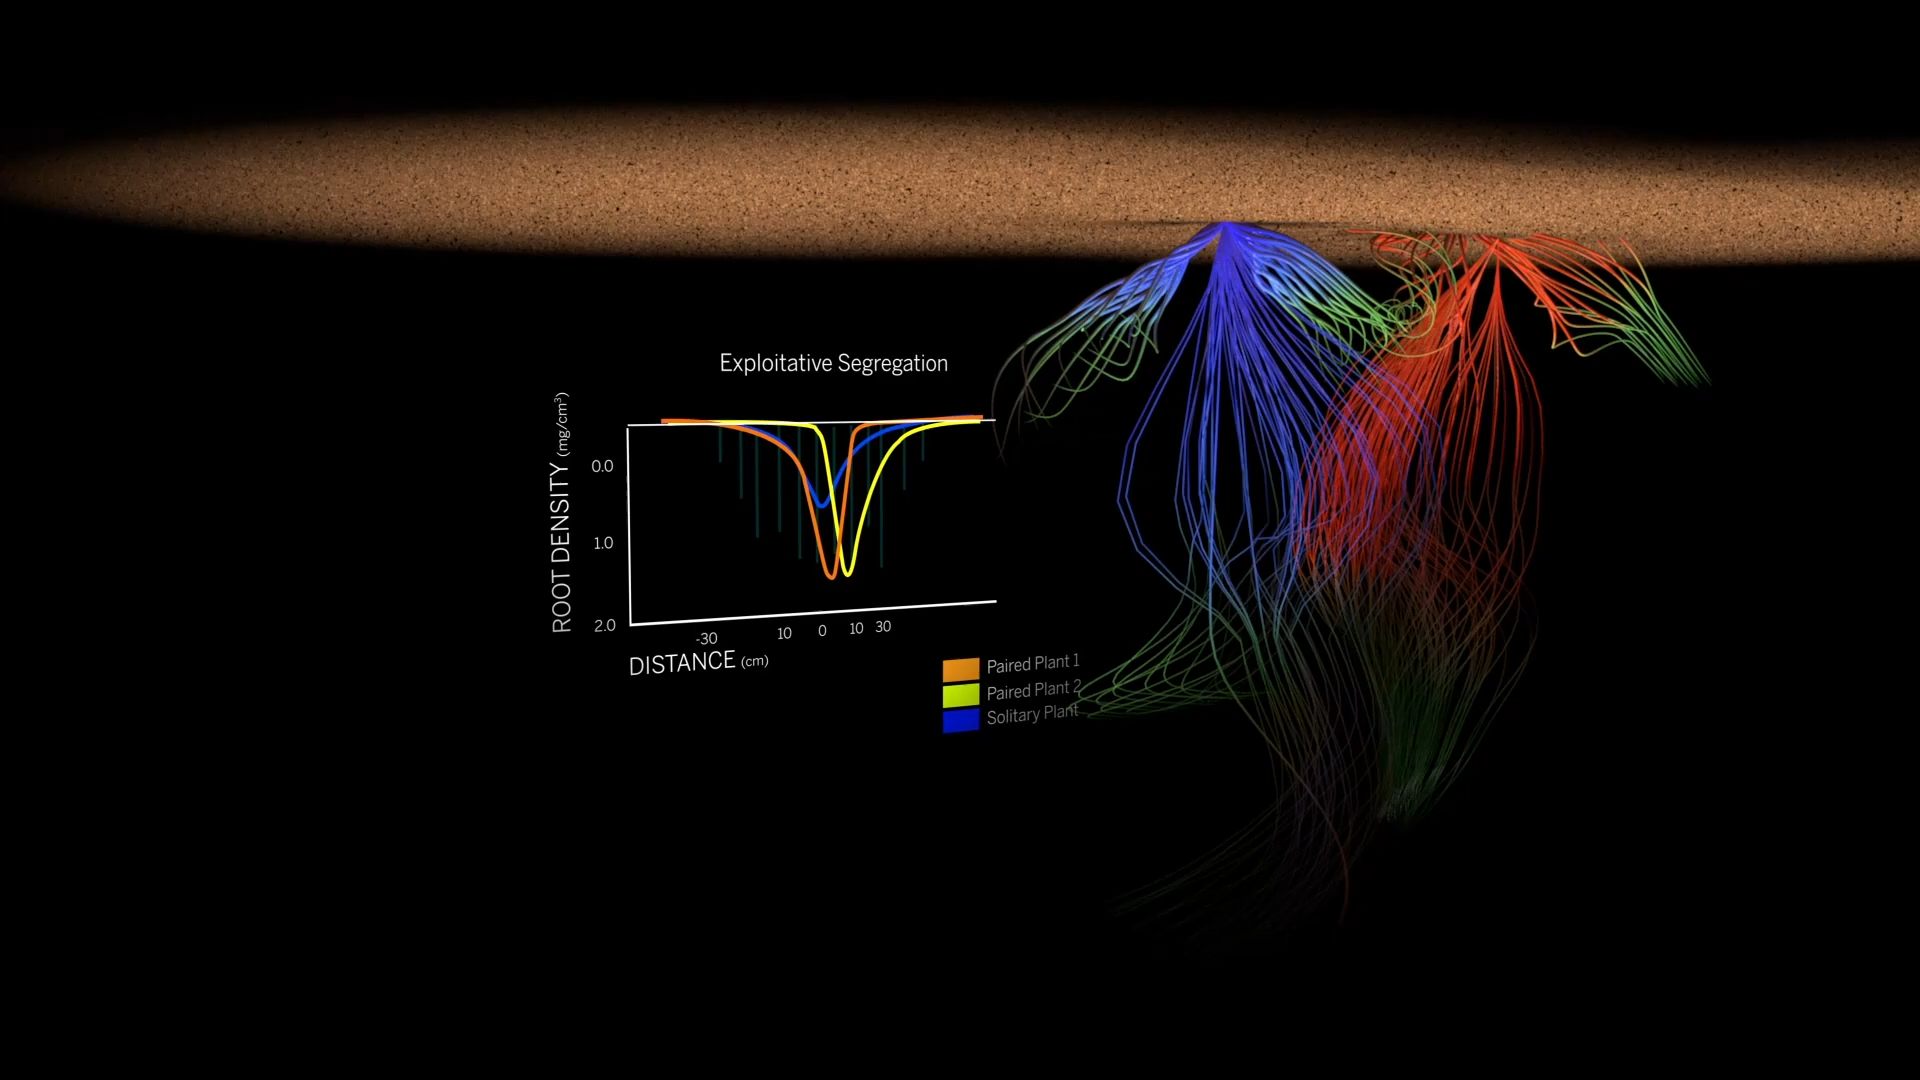 Exploitative Segregation
ROOT DENSITY (mg/cm³)
0.0
1.0
2.0
-30 10 0 10 30
DISTANCE (cm)
Paired Plant 1
Paired Plant 2
Solitary Plant